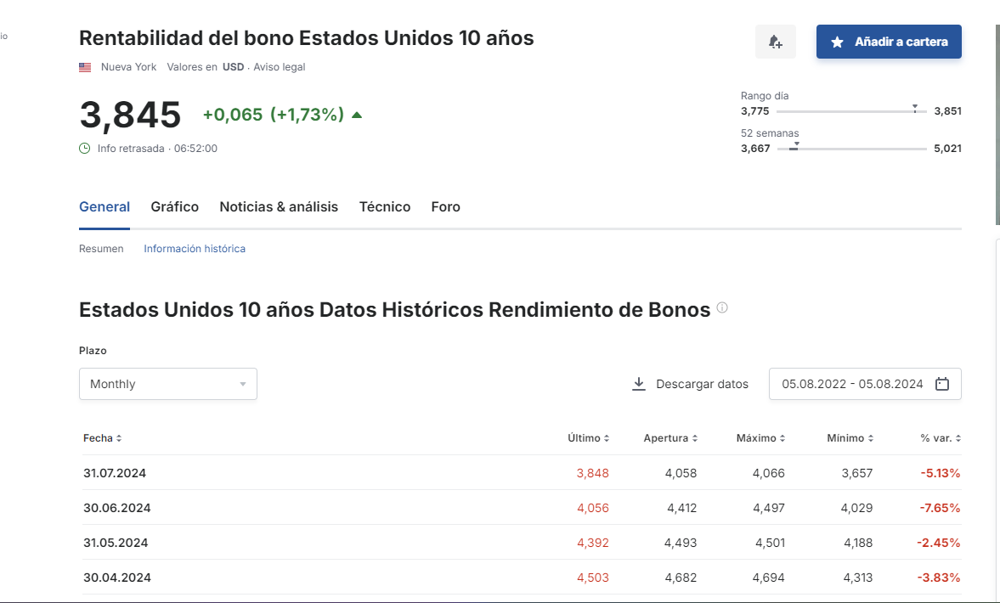 io
Rentabilidad del bono Estados Unidos 10 años
Añadir a cartera
Nueva York Valores en USD · Aviso legal
3,845 +0,065 (+1,73%)
Info retrasada · 06:52:00
Rango día
3,775 3,851
52 semanas
3,667 5,021
General Gráfico Noticias & análisis Técnico Foro
Resumen Información histórica
Estados Unidos 10 años Datos Históricos Rendimiento de Bonos
Plazo
Monthly Descargar datos 05.08.2022 - 05.08.2024
Fecha Último Apertura Máximo Mínimo % var.
31.07.2024 3,848 4,058 4,066 3,657 -5.13%
30.06.2024 4,056 4,412 4,497 4,029 -7.65%
31.05.2024 4,392 4,493 4,501 4,188 -2.45%
30.04.2024 4,503 4,682 4,694 4,313 -3.83%